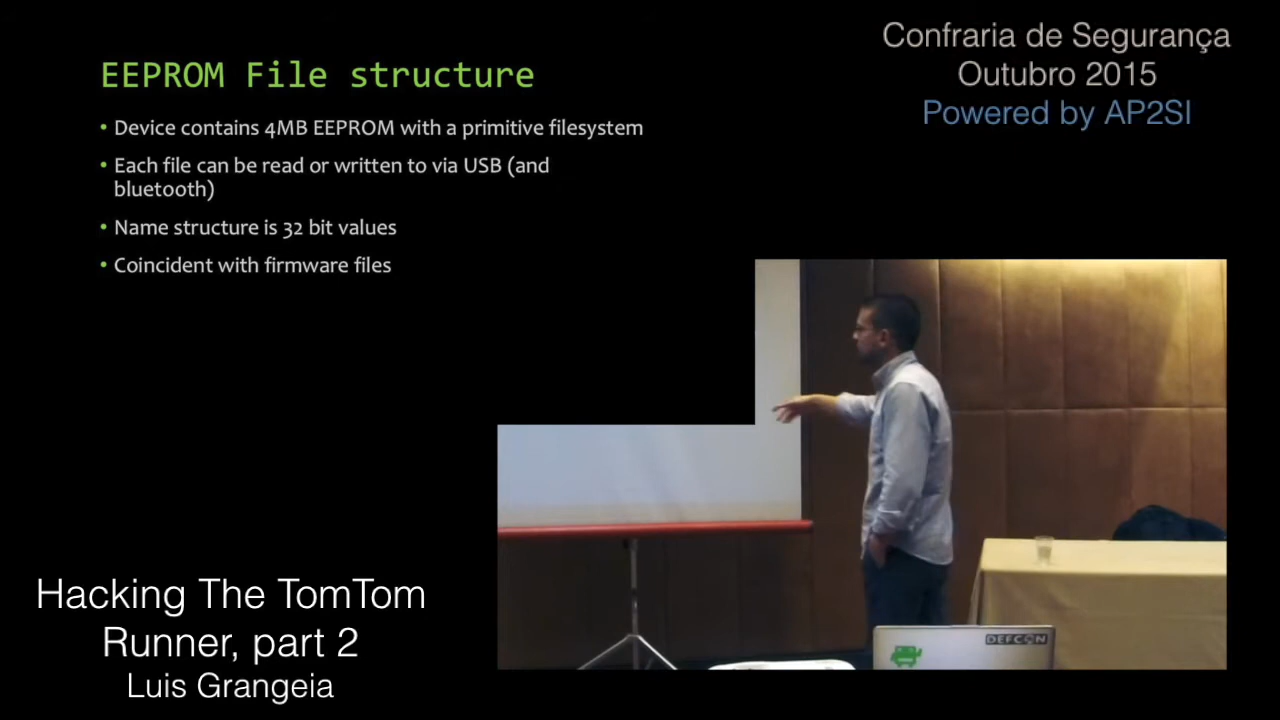 EEPROM File structure
• Device contains 4MB EEPROM with a primitive filesystem
• Each file can be read or written to via USB (and
bluetooth)
• Name structure is 32 bit values
• Coincident with firmware files
Confraria de Segurança
Outubro 2015
Powered by AP2SI
Hacking The TomTom
Runner, part 2
Luis Grangeia
DEFCON